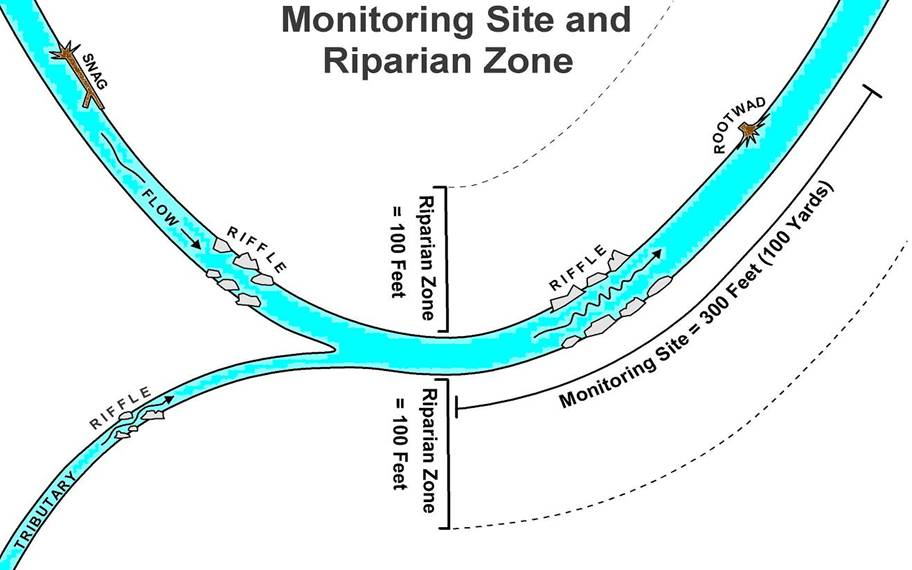 Monitoring Site and
Riparian Zone
SNAG
FLOW
RIFFLE
Riparian Zone
= 100 Feet
ROOTWAD
RIFFLE
Monitoring Site = 300 Feet (100 Yards)
RIFFLE
TRIBUTARY
Riparian Zone
= 100 Feet